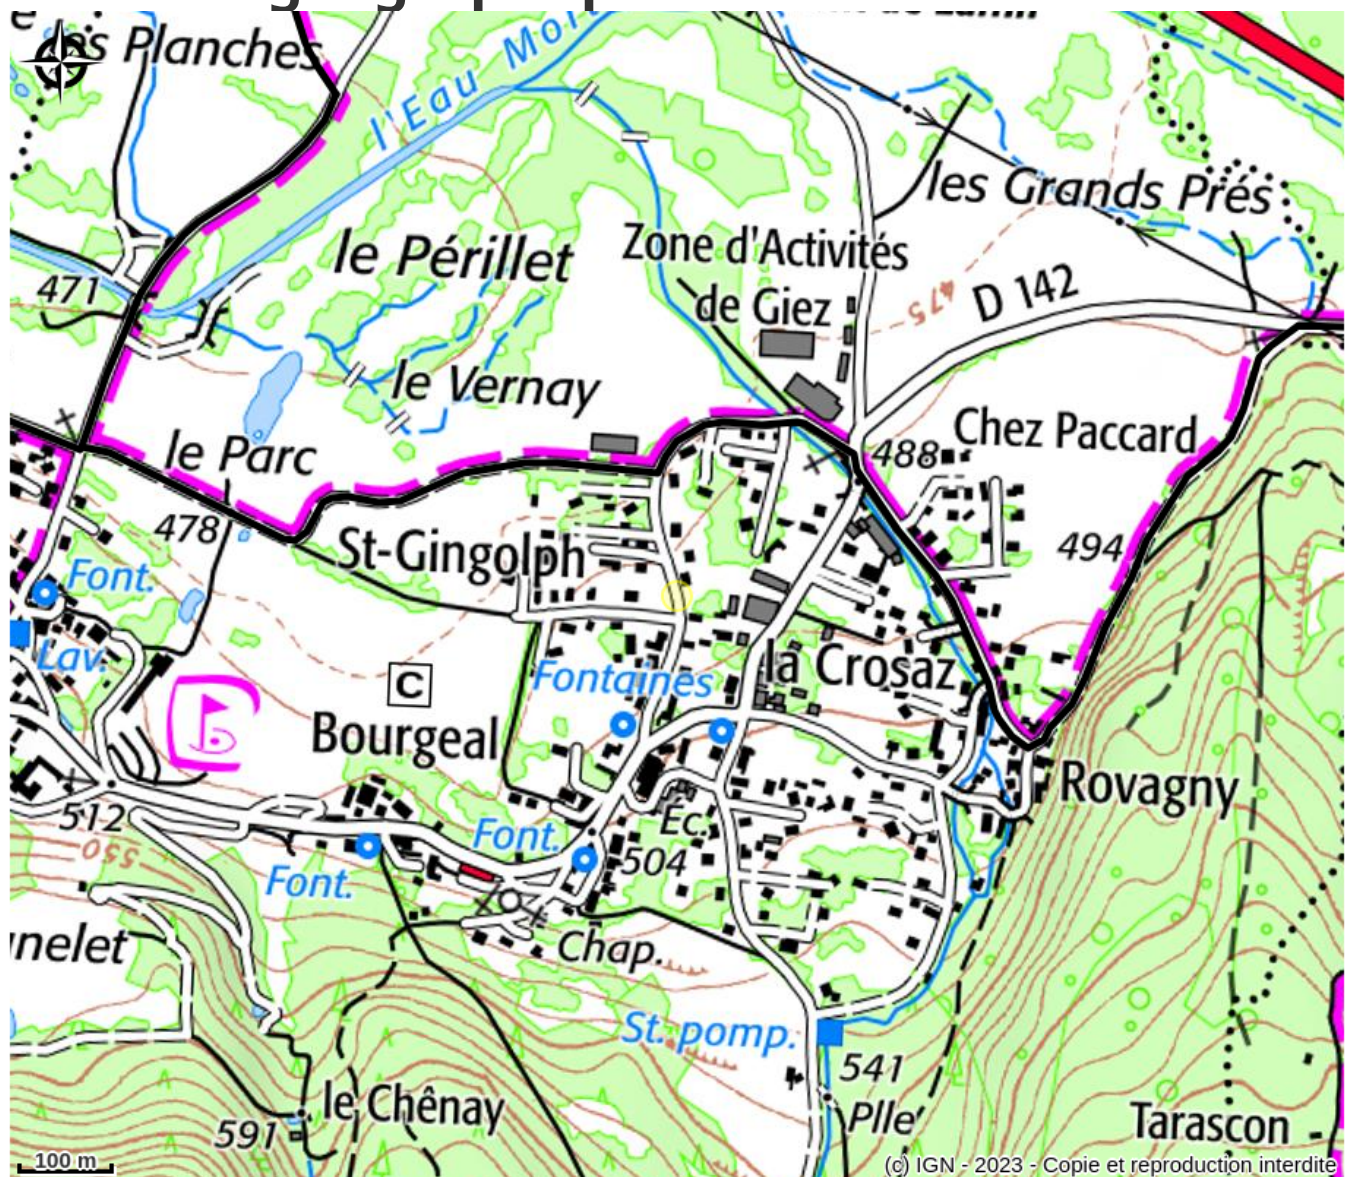 les Planches
l'Eau Mort
les Grands Prés
Zone d'Activités
de Giez
le Périllet
471
475
D 142
le Vernay
Chez Paccard
488
le Parc
478
St-Gingolph
494
Font.
Lav.
Fontaines
la Crosaz
C
Bourgeal
Rovagny
512
550
Font.
Éc.
504
Font.
Chap.
St. pomp.
541
le Chênay
Plle
591
Tarascon
100 m
(c) IGN - 2023 - Copie et reproduction interdite